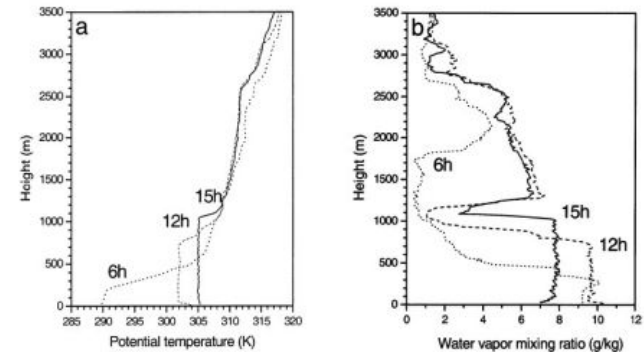 a
3500
3000
2500
2000
1500
1000
500
0
Height (m)
15h
12h
6h
285 290 295 300 305 310 315 320
Potential temperature (K)
b
3500
3000
2500
2000
1500
1000
500
0
Height (m)
6h
15h
12h
0 2 4 6 8 10 12
Water vapor mixing ratio (g/kg)